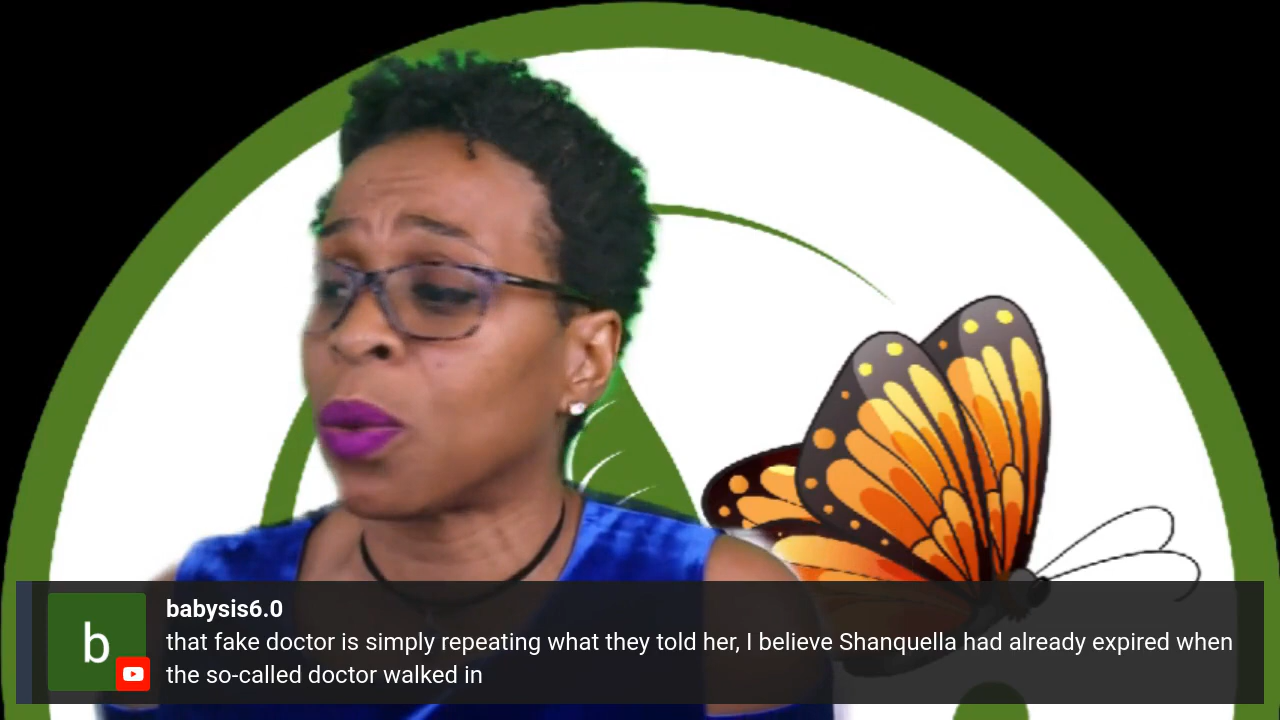 babysis6.0
that fake doctor is simply repeating what they told her, I believe Shanquella had already expired when
the so-called doctor walked in
b